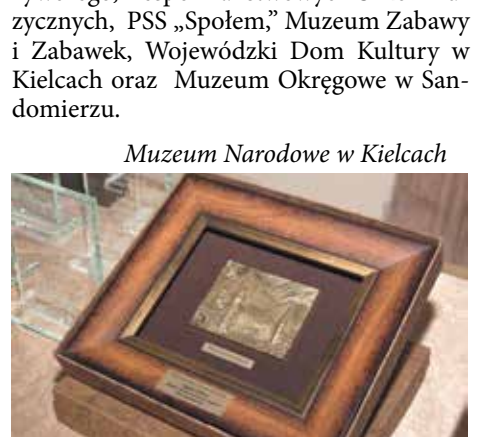 zycznych, PSS „Społem,” Muzeum Zabawy
i Zabawek, Wojewódzki Dom Kultury w
Kielcach oraz Muzeum Okręgowe w San-
domierzu.
Muzeum Narodowe w Kielcach